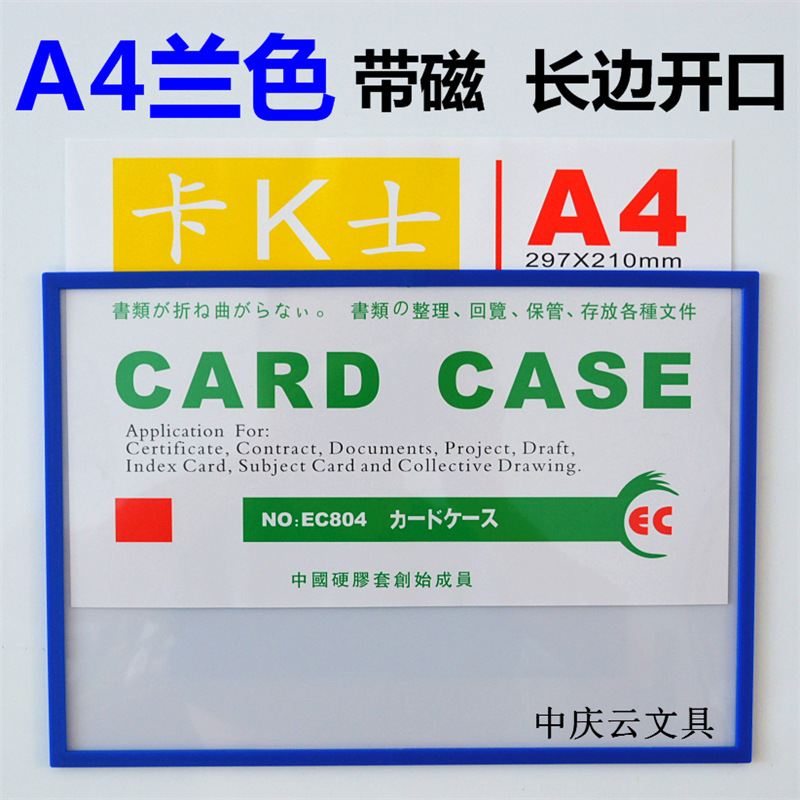 A4兰色 带磁 长边开口
卡K士
A4
297X210mm
書類が折ね曲がらなぃ。 書類の整理、回覽、保管、存放各種文件
CARD CASE
Application For:
Certificate, Contract, Documents, Project, Draft,
Index Card, Subject Card and Collective Drawing.
NO:EC804 カードケース
EC
中國硬膠套創始成員
中庆云文具